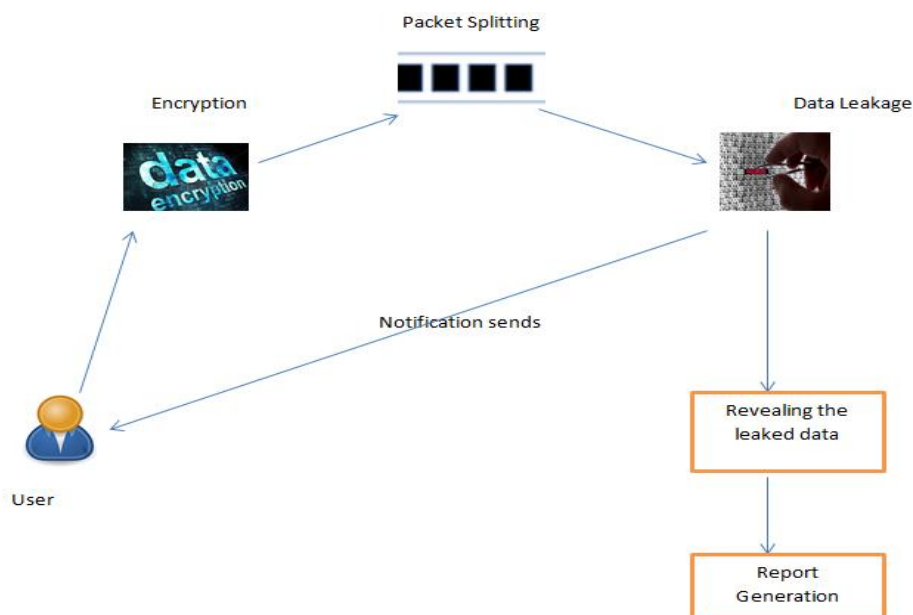 Packet Splitting
Encryption
Data Leakage
data
encryption
Notification sends
Revealing the
leaked data
User
Report
Generation